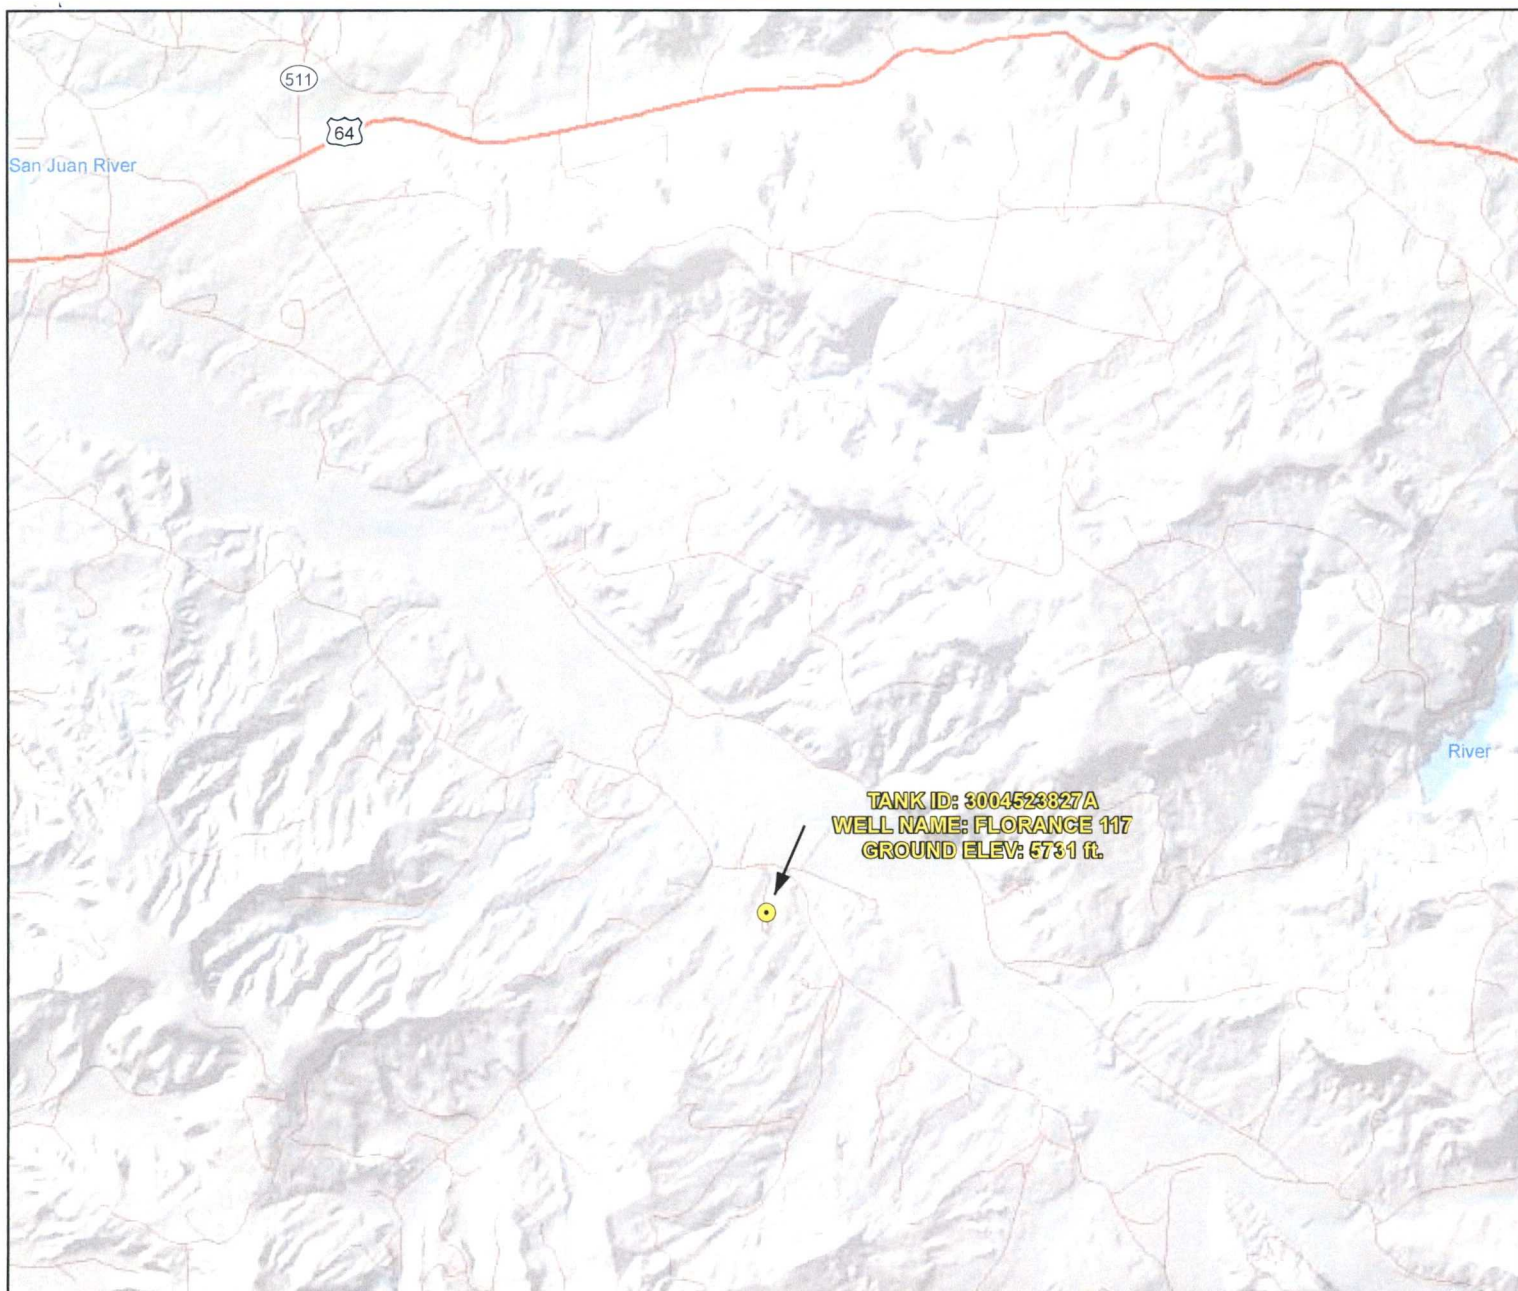 511
64
San Juan River
River
TANK ID: 3004523827A
WELL NAME: FLORANCE 117
GROUND ELEV: 5731 ft.